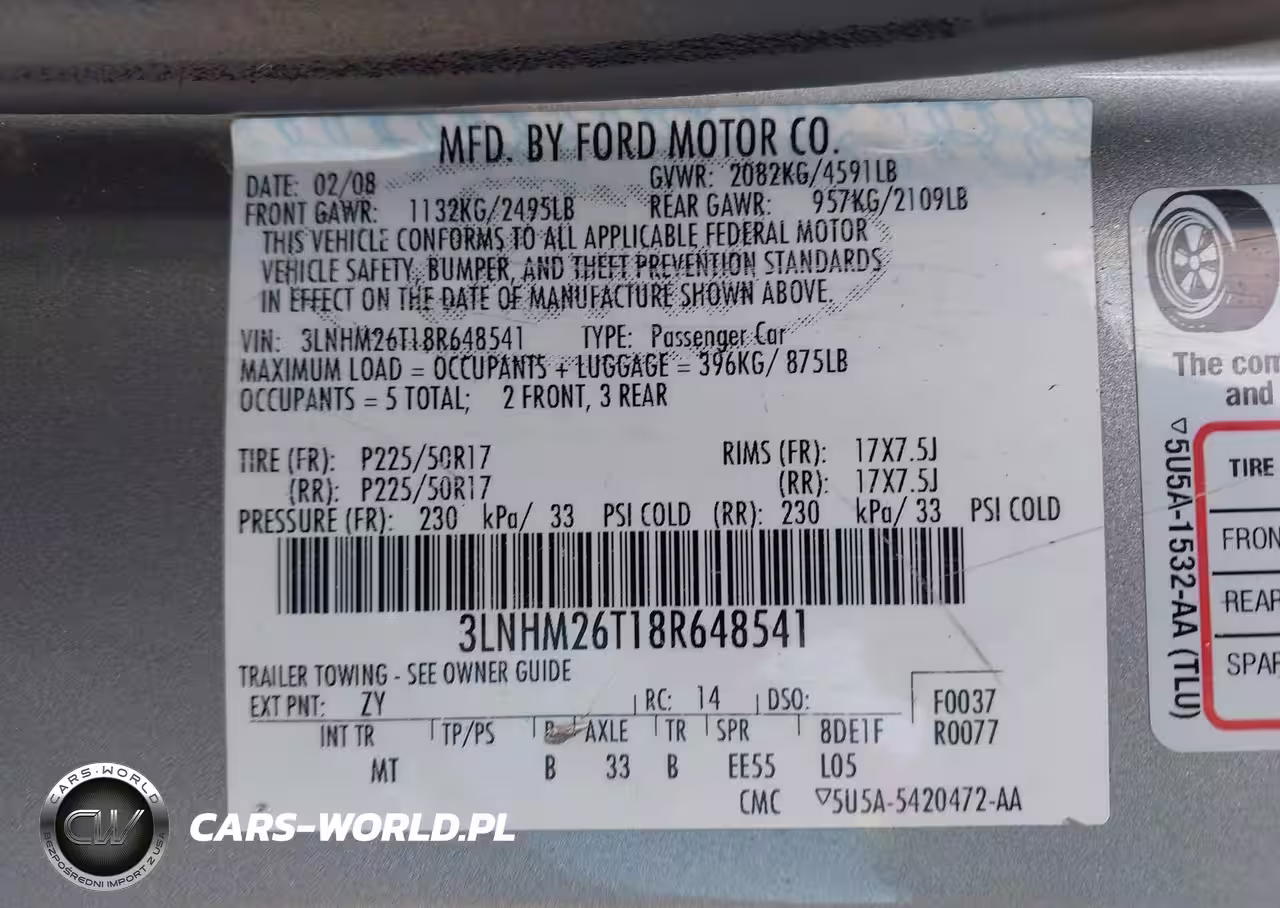 MFD. BY FORD MOTOR CO.
DATE: 02/08 GVWR: 2082KG/4591LB
FRONT GAWR: 1132KG/2495LB REAR GAWR: 957KG/2109LB
THIS VEHICLE CONFORMS TO ALL APPLICABLE FEDERAL MOTOR
VEHICLE SAFETY, BUMPER, AND THEFT PREVENTION STANDARDS
IN EFFECT ON THE DATE OF MANUFACTURE SHOWN ABOVE.
VIN: 3LNHM26T18R648541 TYPE: Passenger Car
MAXIMUM LOAD = OCCUPANTS + LUGGAGE = 396KG/ 875LB
OCCUPANTS = 5 TOTAL; 2 FRONT, 3 REAR
TIRE (FR): P225/50R17 RIMS (FR): 17X7.5J
(RR): P225/50R17 (RR): 17X7.5J
PRESSURE (FR): 230 kPa/ 33 PSI COLD (RR): 230 kPa/ 33 PSI COLD
3LNHM26T18R648541
TRAILER TOWING - SEE OWNER GUIDE
EXT PNT: ZY RC: 14 DSO: F0037
INT TR TP/PS AXLE TR SPR 8DE1F R0077
MT B 33 B EE55 L05
CMC ▽5U5A-5420472-AA
The com
and
▽5U5A-1532-AA (TLU)
TIRE
FRON
REAR
SPAR
CARS-WORLD
CW
BEZPOŚREDNI IMPORT Z USA
CARS-WORLD.PL